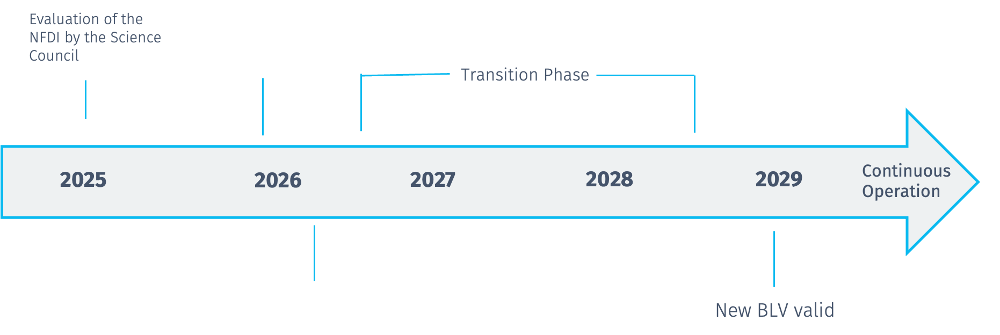 Evaluation of the
NFDI by the Science
Council
Transition Phase
2025
2026
2027
2028
2029
Continuous
Operation
New BLV valid